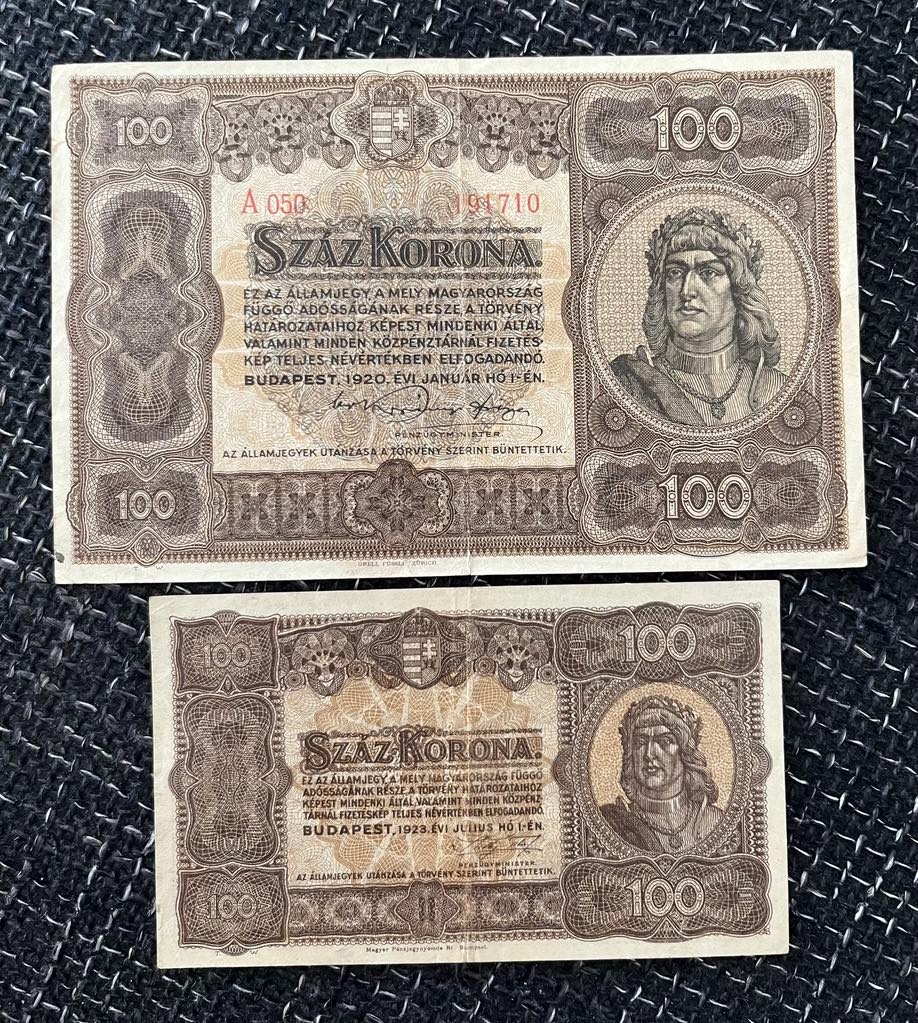 100
100
A 050 191710
SZÁZ KORONA.
EZ AZ ÁLLAMJEGY, A MELY MAGYARORSZÁG
FÜGGŐ ADÓSSÁGÁNAK RÉSZE, A TÖRVÉNY
HATÁROZATAIHOZ KÉPEST MINDENKI ÁLTAL,
VALAMINT MINDEN KÖZPÉNZTÁRNÁL FIZETÉS-
KÉP TELJES NÉVÉRTÉKBEN ELFOGADANDÓ.
BUDAPEST, 1920. ÉVI JANUÁR HÓ 1-ÉN.
PÉNZÜGYMINISTER
AZ ÁLLAMJEGYEK UTÁNZÁSA A TÖRVÉNY SZERINT BÜNTETTETIK.
100
100
T W
ORELL FÜSSLI ZÜRICH
100
100
SZÁZ KORONA.
EZ AZ ÁLLAMJEGY, A MELY MAGYARORSZÁG FÜGGŐ
ADÓSSÁGÁNAK RÉSZE, A TÖRVÉNY HATÁROZATAIHOZ
KÉPEST MINDENKI ÁLTAL, VALAMINT MINDEN KÖZPÉNZ-
TÁRNÁL FIZETÉSKÉP TELJES NÉVÉRTÉKBEN ELFOGADANDÓ.
BUDAPEST, 1923. ÉVI JULIUS HÓ 1-ÉN.
PÉNZÜGYMINISTER.
AZ ÁLLAMJEGYEK UTÁNZÁSA A TÖRVÉNY SZERINT BÜNTETTETIK.
100
100
T W
Magyar Pénzjegynyomda Rt. Budapest.